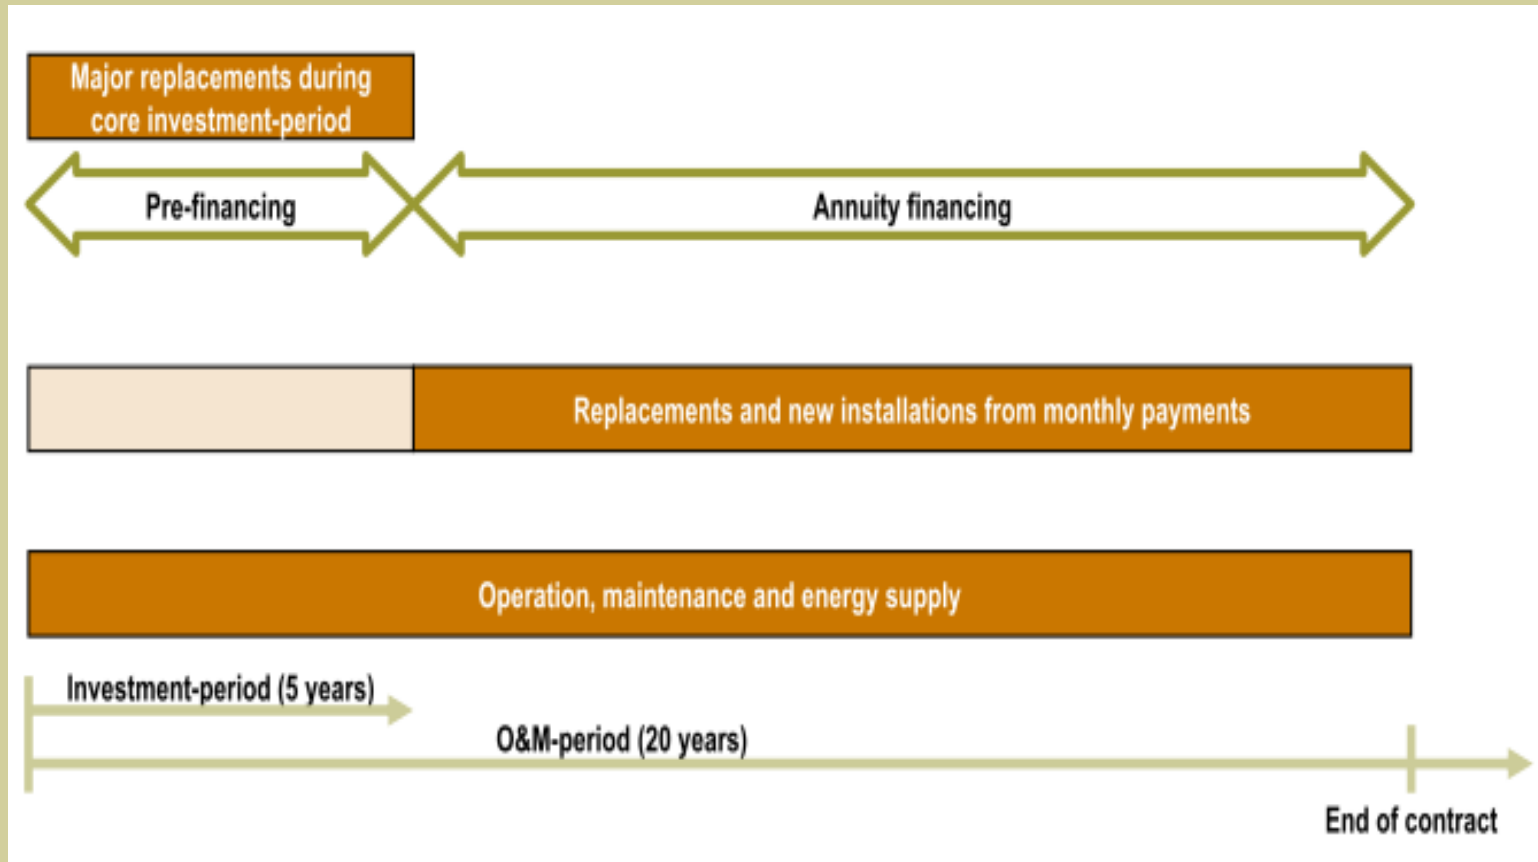 Major replacements during
core investment-period
Pre-financing
Annuity financing
Replacements and new installations from monthly payments
Operation, maintenance and energy supply
Investment-period (5 years)
O&M-period (20 years)
End of contract